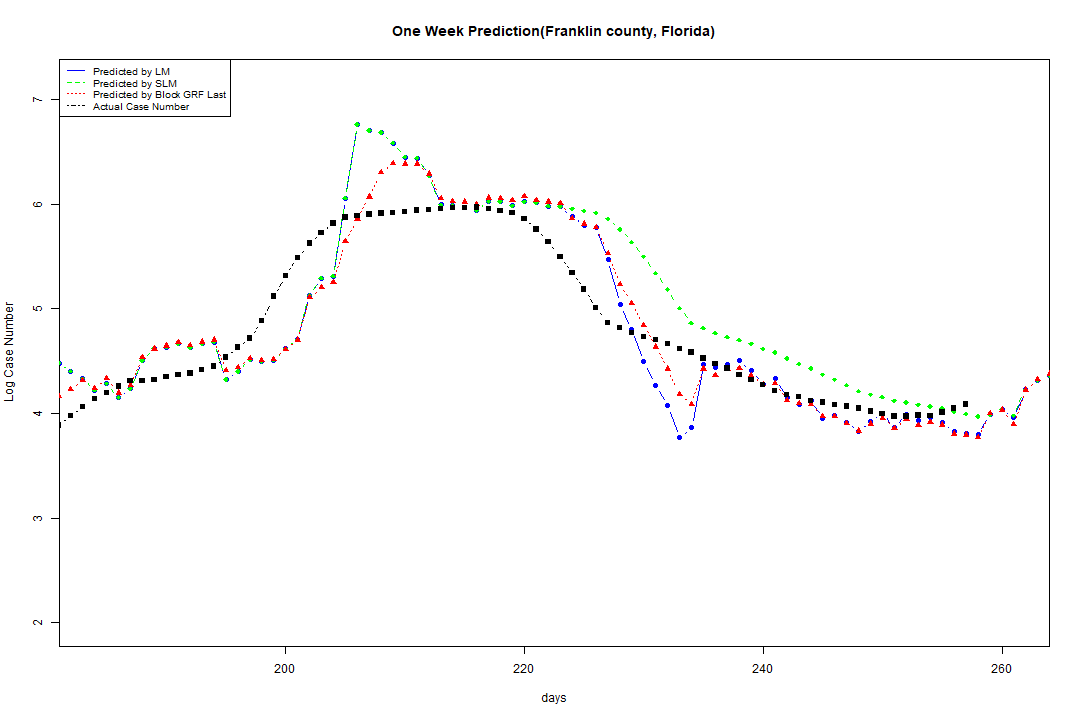 One Week Prediction(Franklin county, Florida)
Predicted by LM
Predicted by SLM
Predicted by Block GRF Last
Actual Case Number
7
6
5
4
3
2
Log Case Number
200 220 240 260
days